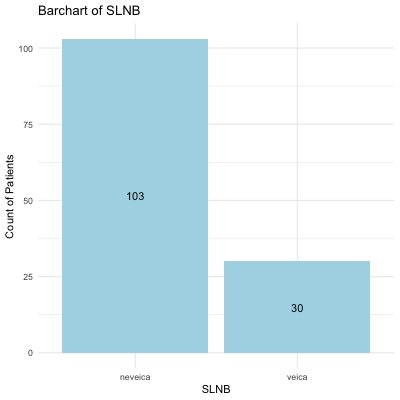 Barchart of SLNB
Count of Patients
100
75
50
25
0
103
30
neveica
veica
SLNB